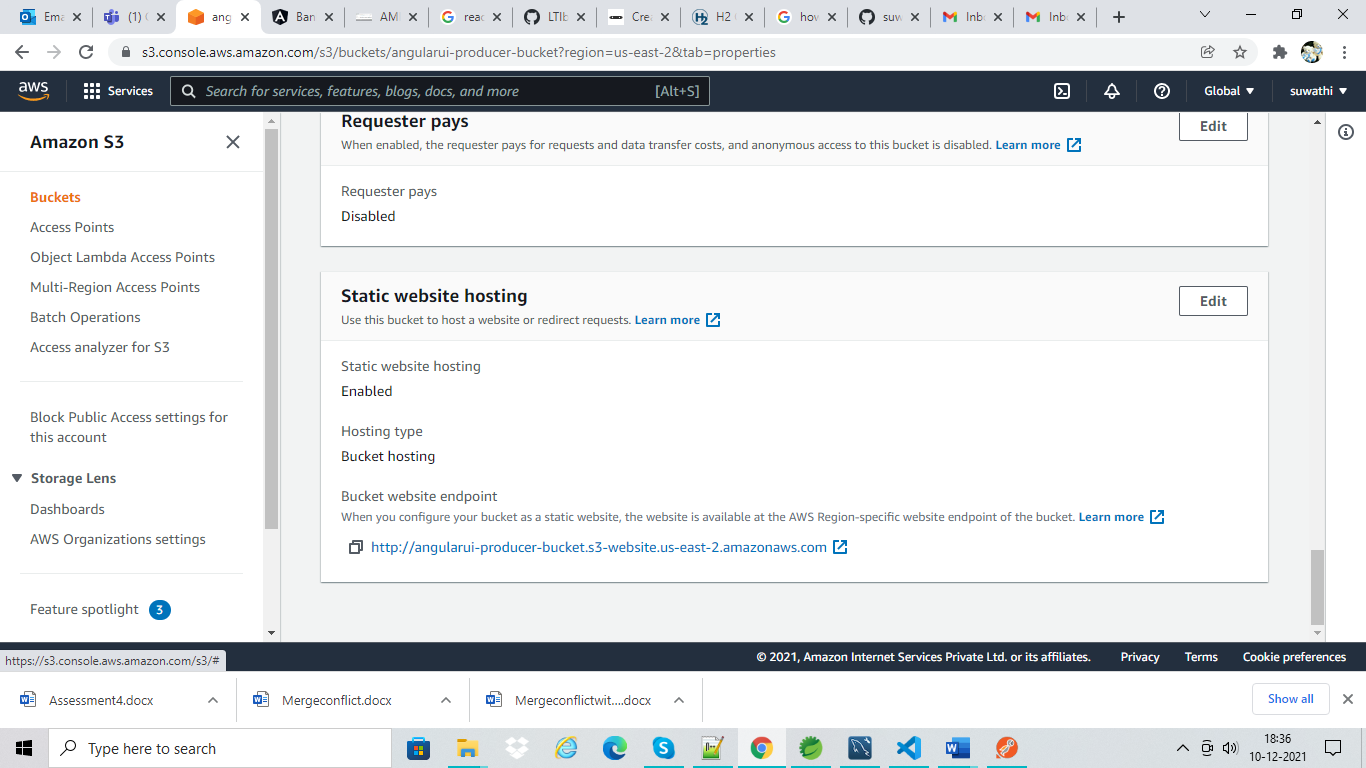 Ema
(1) (
ang
Ban
AMI
reac
LTIb
Crea
H2
how
suw
Inbo
Inbo
s3.console.aws.amazon.com/s3/buckets/angularui-producer-bucket?region=us-east-2&tab=properties
aws
Services
Search for services, features, blogs, docs, and more
[Alt+S]
Global
suwathi
Amazon S3
Buckets
Access Points
Object Lambda Access Points
Multi-Region Access Points
Batch Operations
Access analyzer for S3
Block Public Access settings for
this account
Storage Lens
Dashboards
AWS Organizations settings
Feature spotlight 3
Requester pays
Edit
When enabled, the requester pays for requests and data transfer costs, and anonymous access to this bucket is disabled. Learn more
Requester pays
Disabled
Static website hosting
Edit
Use this bucket to host a website or redirect requests. Learn more
Static website hosting
Enabled
Hosting type
Bucket hosting
Bucket website endpoint
When you configure your bucket as a static website, the website is available at the AWS Region-specific website endpoint of the bucket. Learn more
http://angularui-producer-bucket.s3-website.us-east-2.amazonaws.com
https://s3.console.aws.amazon.com/s3/#
© 2021, Amazon Internet Services Private Ltd. or its affiliates.
Privacy
Terms
Cookie preferences
Assessment4.docx
Mergeconflict.docx
Mergeconflictwit....docx
Show all
Type here to search
18:36
10-12-2021